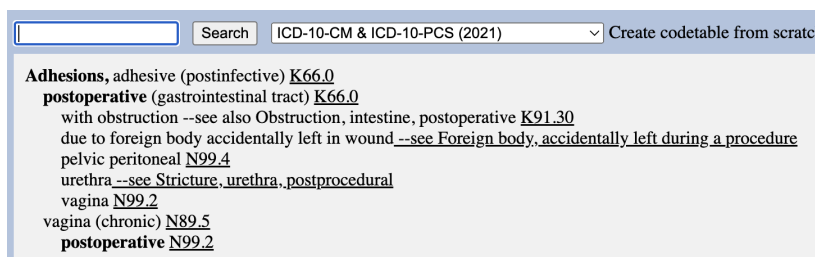 Search ICD-10-CM & ICD-10-PCS (2021) Create codetable from scratc
Adhesions, adhesive (postinfective) K66.0
postoperative (gastrointestinal tract) K66.0
with obstruction --see also Obstruction, intestine, postoperative K91.30
due to foreign body accidentally left in wound --see Foreign body, accidentally left during a procedure
pelvic peritoneal N99.4
urethra --see Stricture, urethra, postprocedural
vagina N99.2
vagina (chronic) N89.5
postoperative N99.2